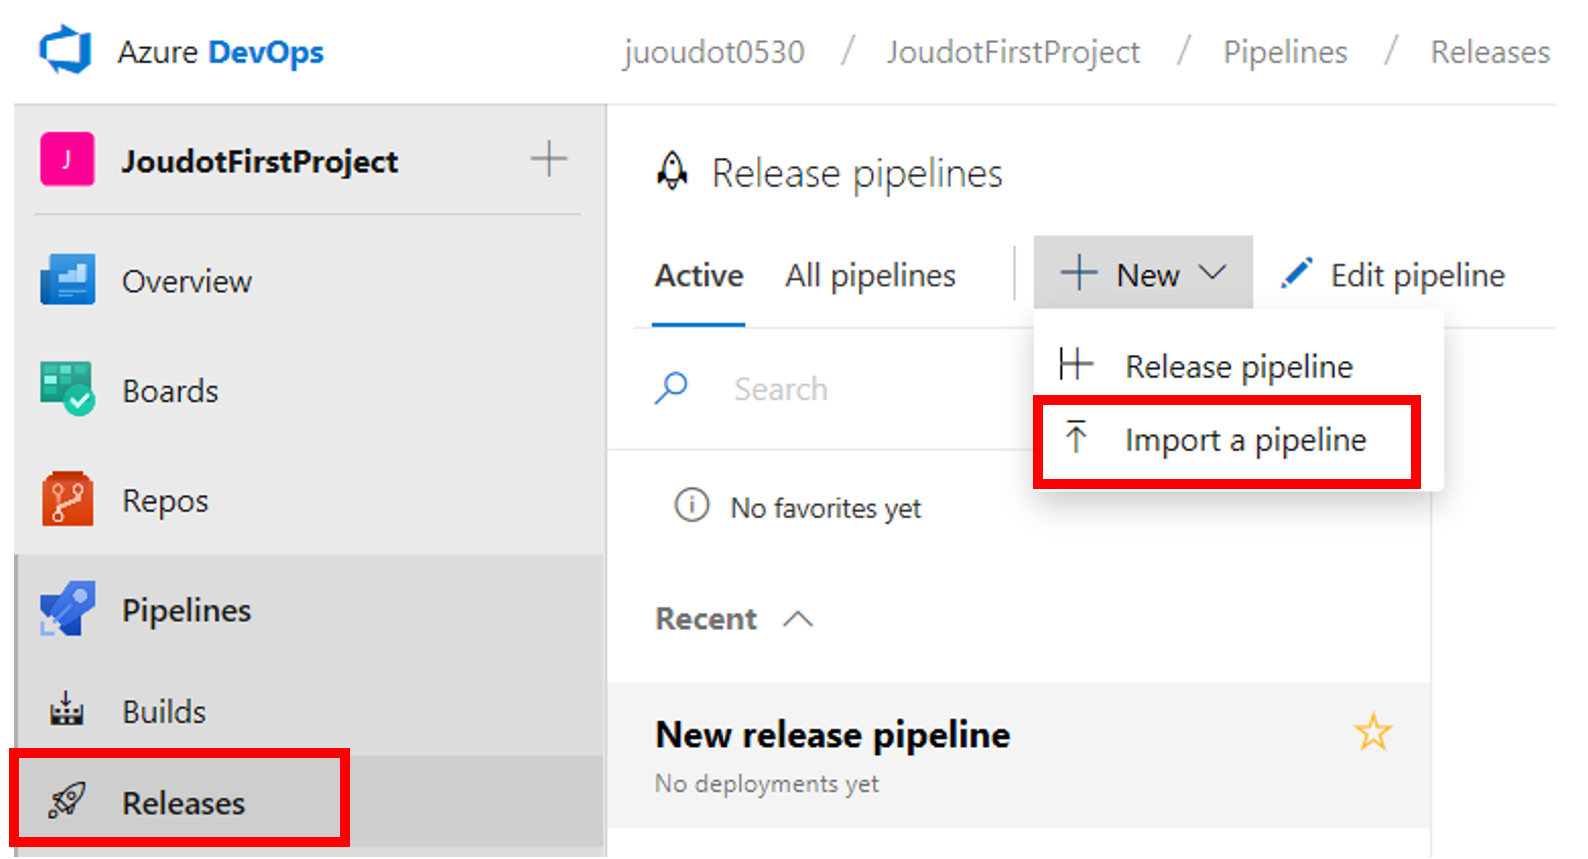 Azure DevOps
juoudot0530 / JoudotFirstProject / Pipelines / Releases
J JoudotFirstProject
Overview
Boards
Repos
Pipelines
Builds
Releases
Release pipelines
Active All pipelines New Edit pipeline
Release pipeline
Import a pipeline
Search
No favorites yet
Recent
New release pipeline
No deployments yet